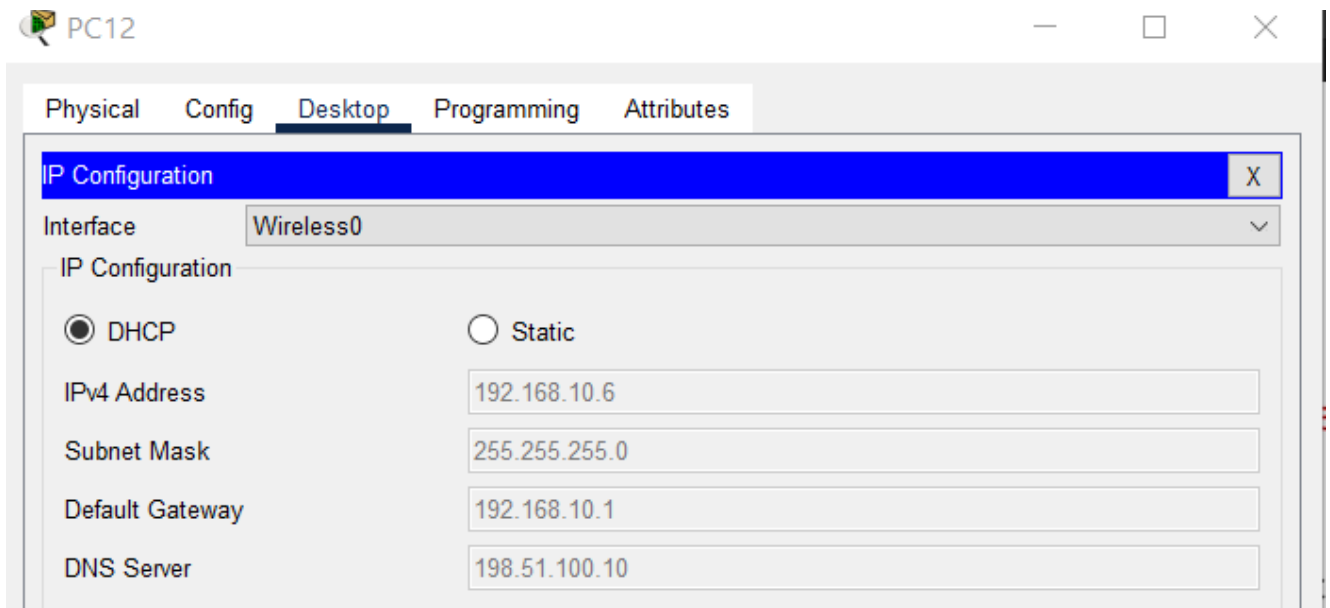 PC12
Physical Config Desktop Programming Attributes
IP Configuration X
Interface Wireless0
IP Configuration
DHCP Static
IPv4 Address 192.168.10.6
Subnet Mask 255.255.255.0
Default Gateway 192.168.10.1
DNS Server 198.51.100.10